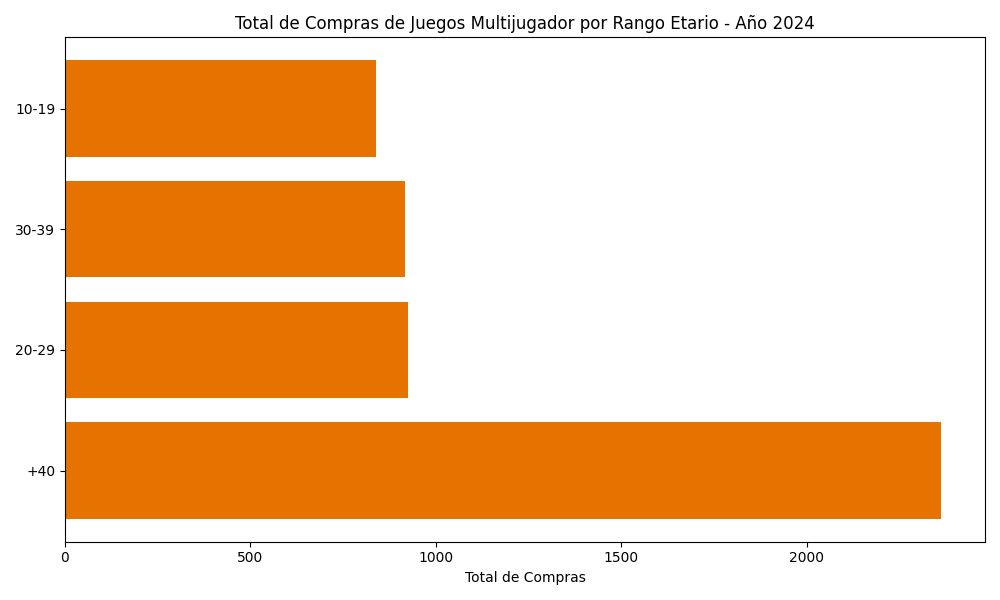 Total de Compras de Juegos Multijugador por Rango Etario - Año 2024
10-19
30-39
20-29
+40
0 500 1000 1500 2000
Total de Compras